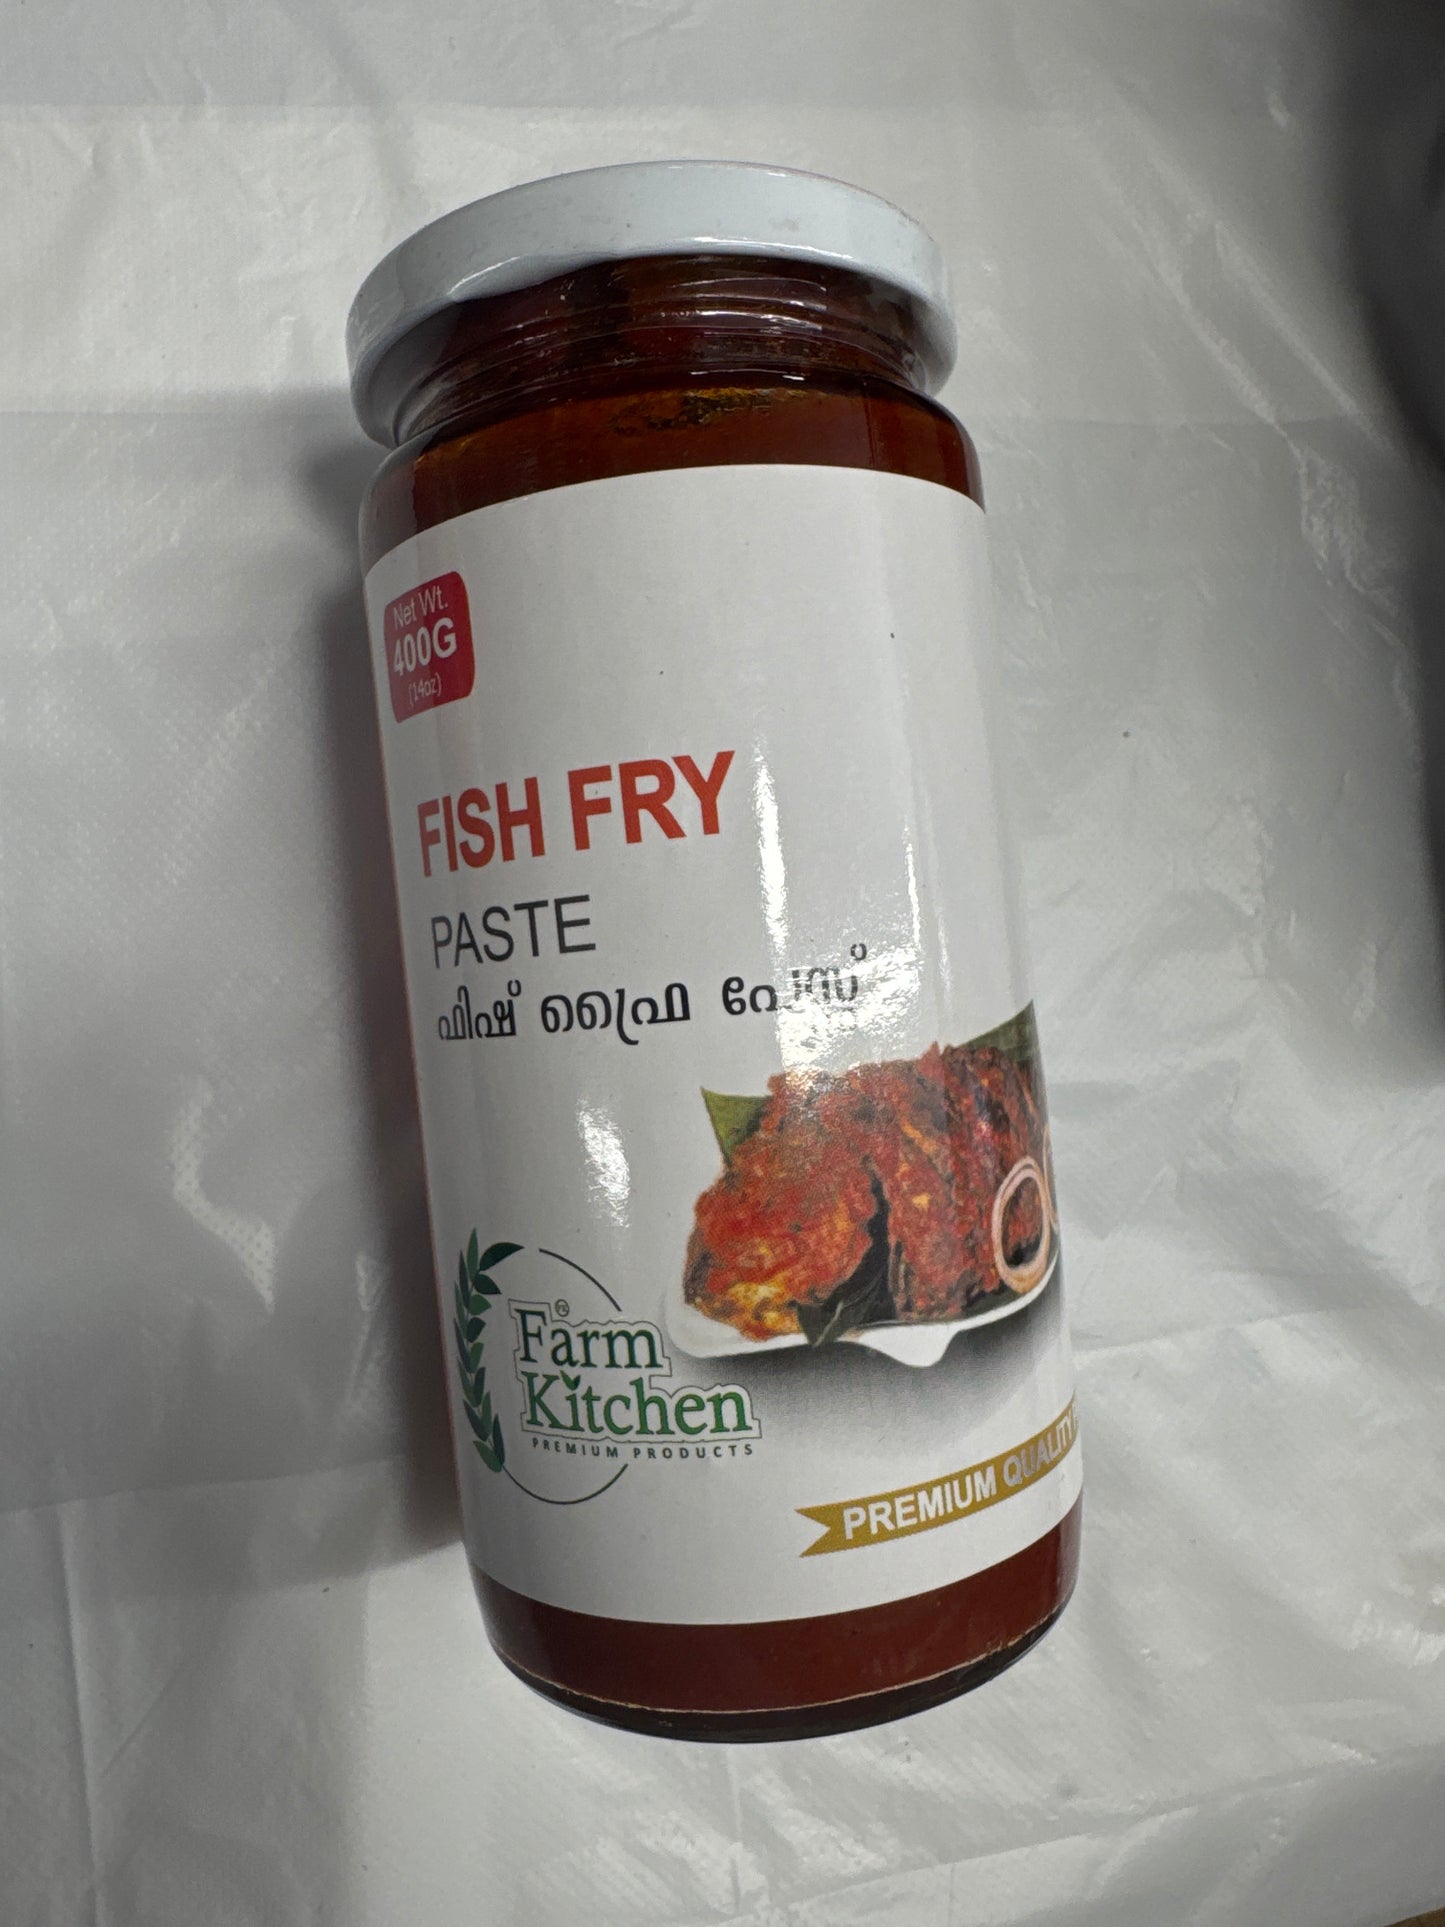 Net Wt.
400G
(14oz)
FISH FRY
PASTE
ഫിഷ് ഫ്രൈ പേസ്റ്റ്
Farm
Kitchen
PREMIUM PRODUCTS
PREMIUM QUALITY